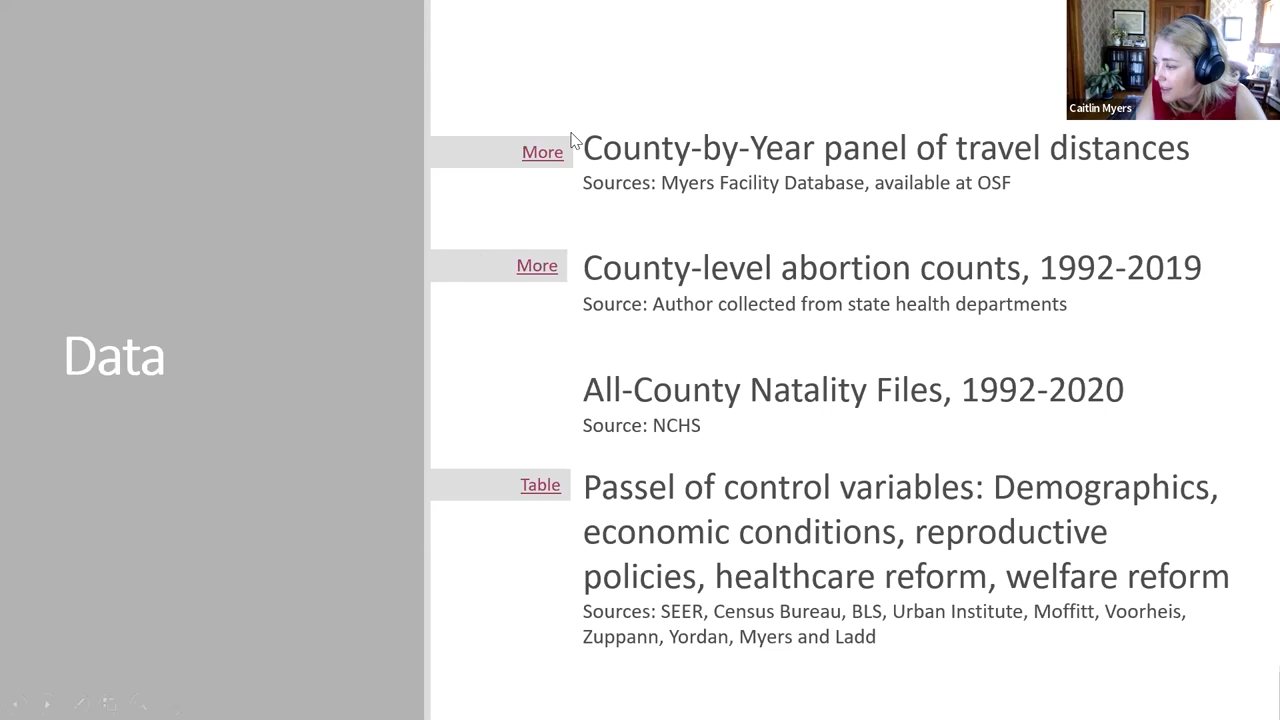 Caitlin Myers
Data
More
County-by-Year panel of travel distances
Sources: Myers Facility Database, available at OSF
More
County-level abortion counts, 1992-2019
Source: Author collected from state health departments
All-County Natality Files, 1992-2020
Source: NCHS
Table
Passel of control variables: Demographics,
economic conditions, reproductive
policies, healthcare reform, welfare reform
Sources: SEER, Census Bureau, BLS, Urban Institute, Moffitt, Voorheis,
Zuppann, Yordan, Myers and Ladd